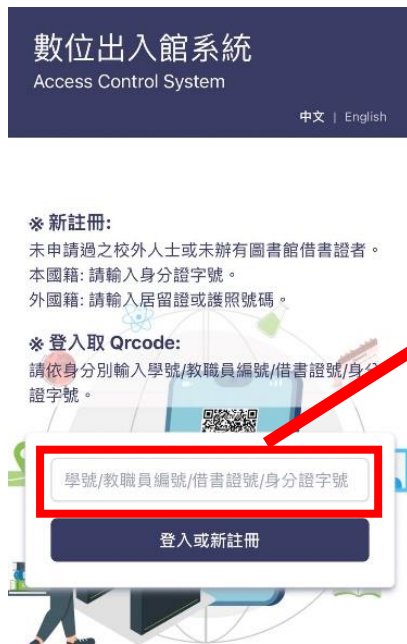 數位出入館系統
Access Control System
中文 | English
※ 新註冊:
未申請過之校外人士或未辦有圖書館借書證者。
本國籍: 請輸入身分證字號。
外國籍: 請輸入居留證或護照號碼。
※ 登入取 Qrcode:
請依身分別輸入學號/教職員編號/借書證號/身分
證字號。
學號/教職員編號/借書證號/身分證字號
登入或新註冊